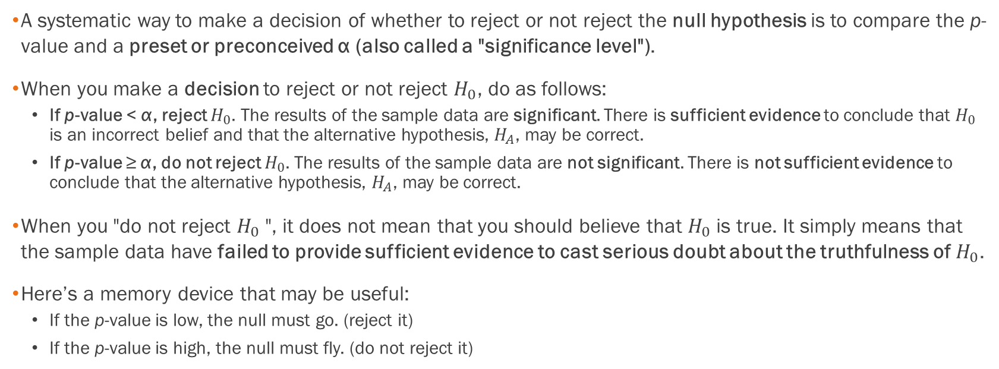 •A systematic way to make a decision of whether to reject or not reject the null hypothesis is to compare the p-
value and a preset or preconceived α (also called a "significance level").
•When you make a decision to reject or not reject H₀, do as follows:
• If p-value < α, reject H₀. The results of the sample data are significant. There is sufficient evidence to conclude that H₀
is an incorrect belief and that the alternative hypothesis, H_A, may be correct.
• If p-value ≥ α, do not reject H₀. The results of the sample data are not significant. There is not sufficient evidence to
conclude that the alternative hypothesis, H_A, may be correct.
•When you "do not reject H₀ ", it does not mean that you should believe that H₀ is true. It simply means that
the sample data have failed to provide sufficient evidence to cast serious doubt about the truthfulness of H₀.
•Here’s a memory device that may be useful:
• If the p-value is low, the null must go. (reject it)
• If the p-value is high, the null must fly. (do not reject it)